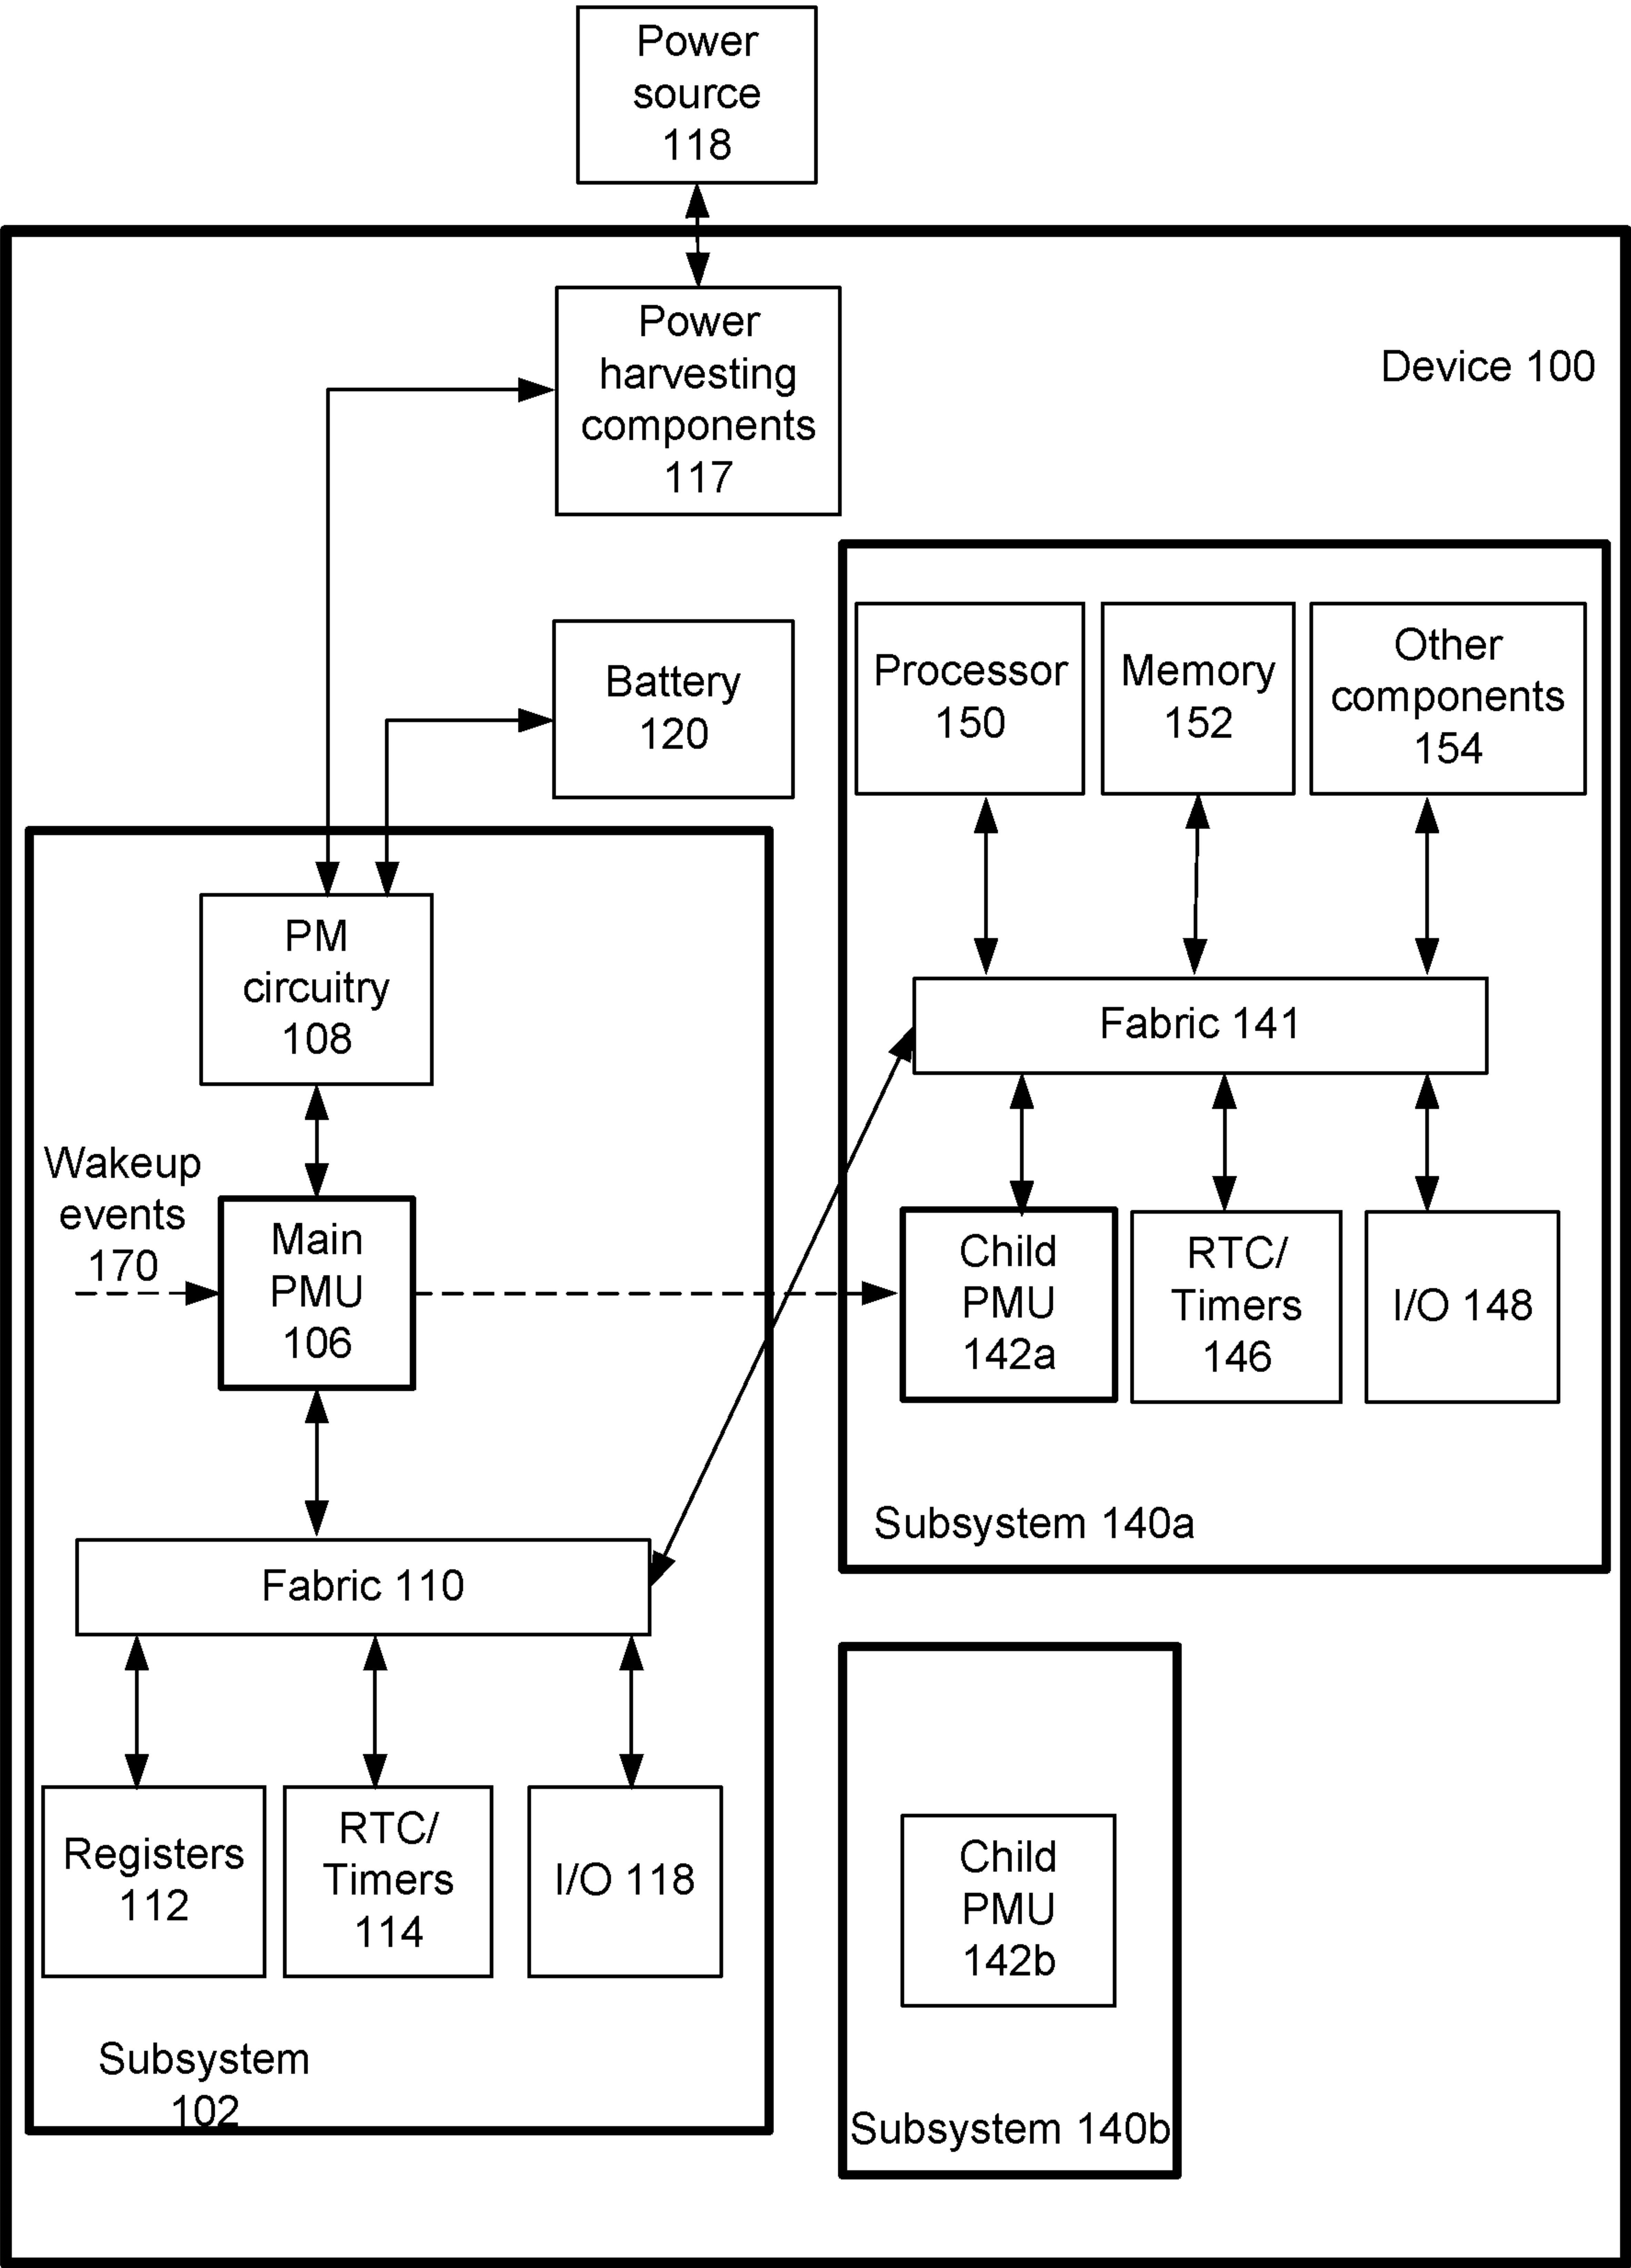 Power
source
118
Power
harvesting
components
117
Device 100
Battery
120
Processor
150
Memory
152
Other
components
154
PM
circuitry
108
Fabric 141
Wakeup
events
170
Main
PMU
106
Child
PMU
142a
RTC/
Timers
146
I/O 148
Subsystem 140a
Fabric 110
Registers
112
RTC/
Timers
114
I/O 118
Child
PMU
142b
Subsystem
102
Subsystem 140b